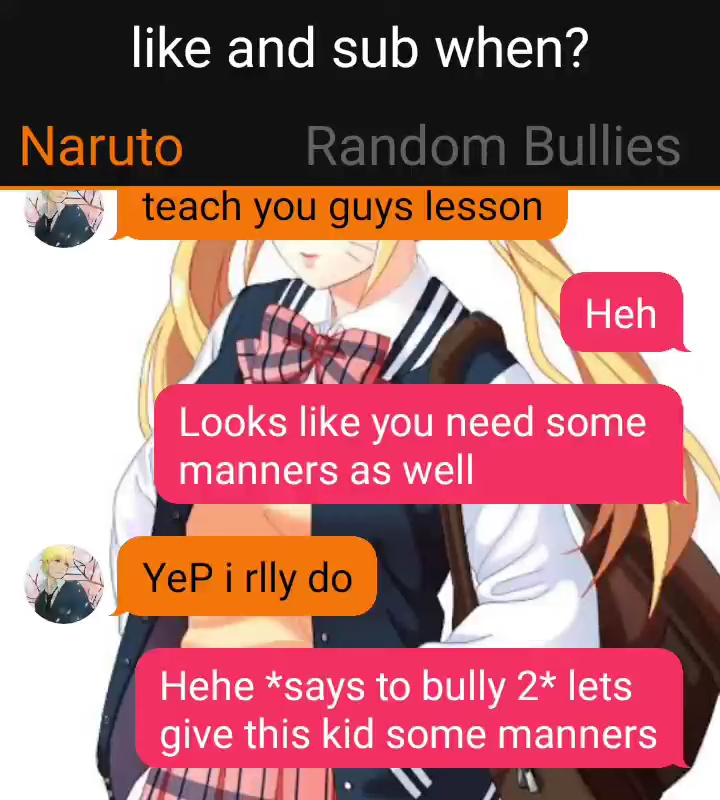 like and sub when?
Naruto Random Bullies
teach you guys lesson
Heh
Looks like you need some
manners as well
YeP i rlly do
Hehe *says to bully 2* lets
give this kid some manners